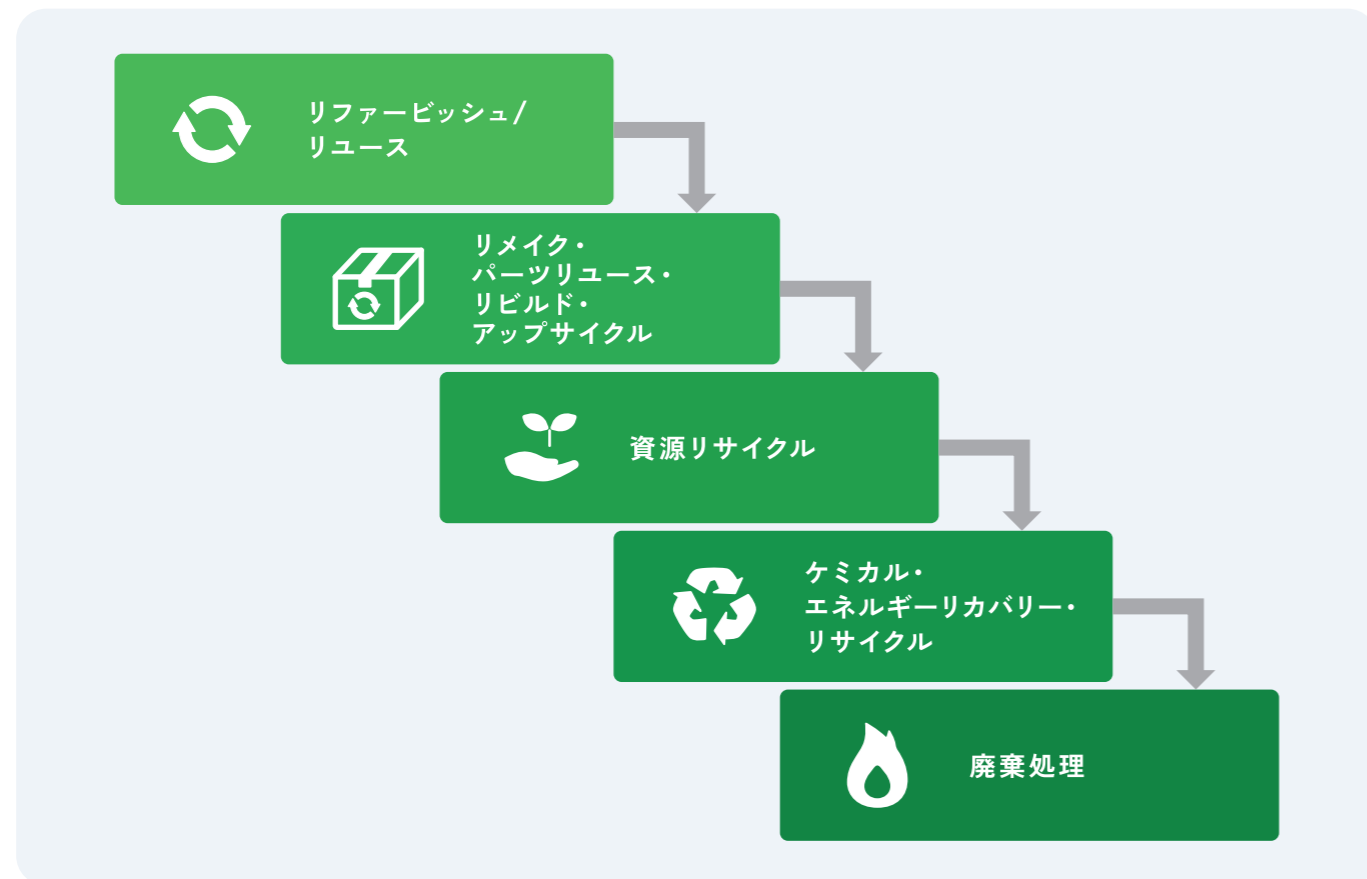 リファービッシュ/
リユース
リメイク・
パーツリユース・
リビルド・
アップサイクル
資源リサイクル
ケミカル・
エネルギーリカバリー・
リサイクル
廃棄処理